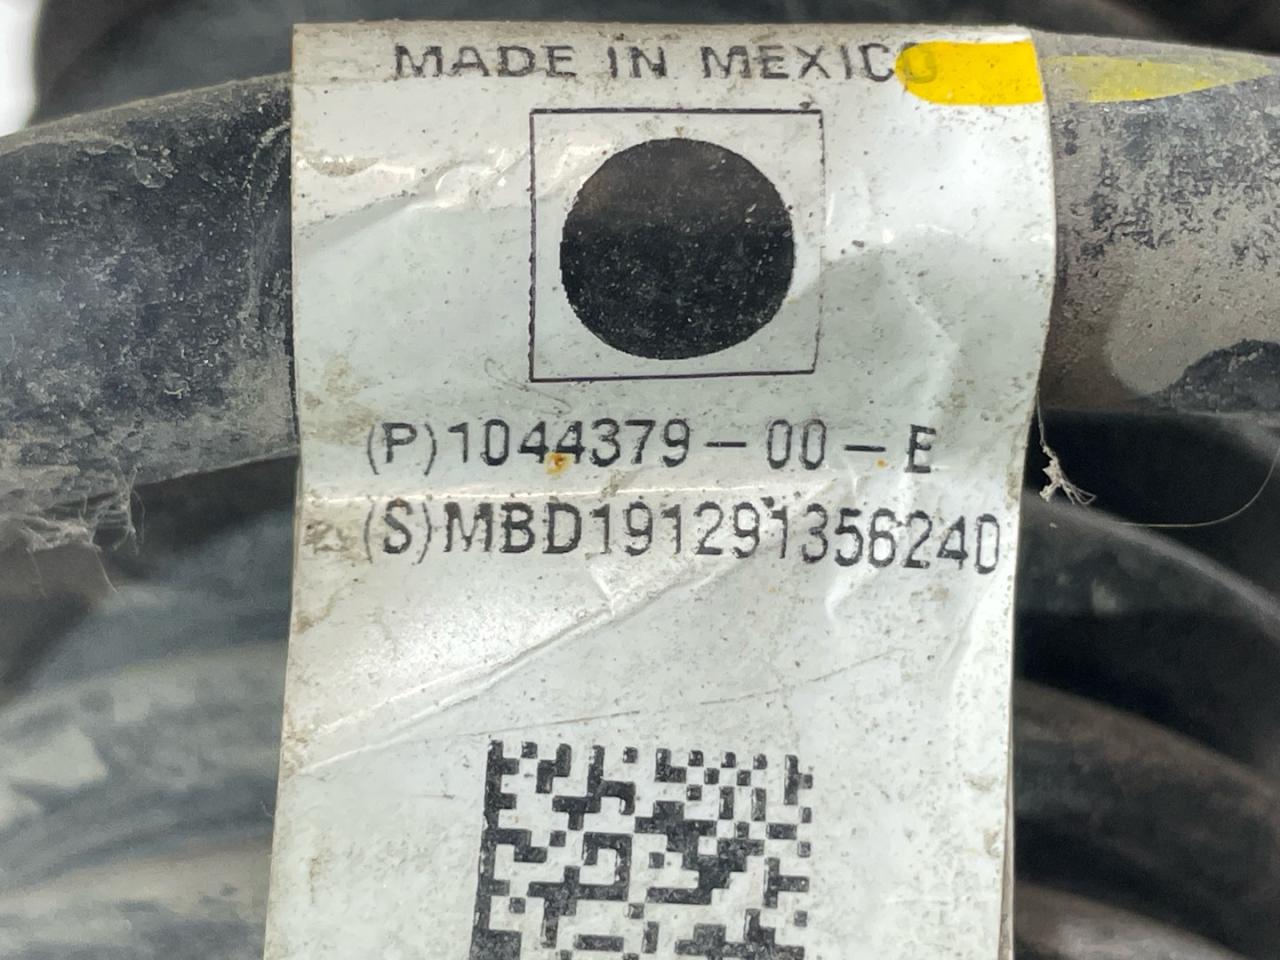 MADE IN MEXICO
(P)1044379-00-E
(S)MBD191291356240